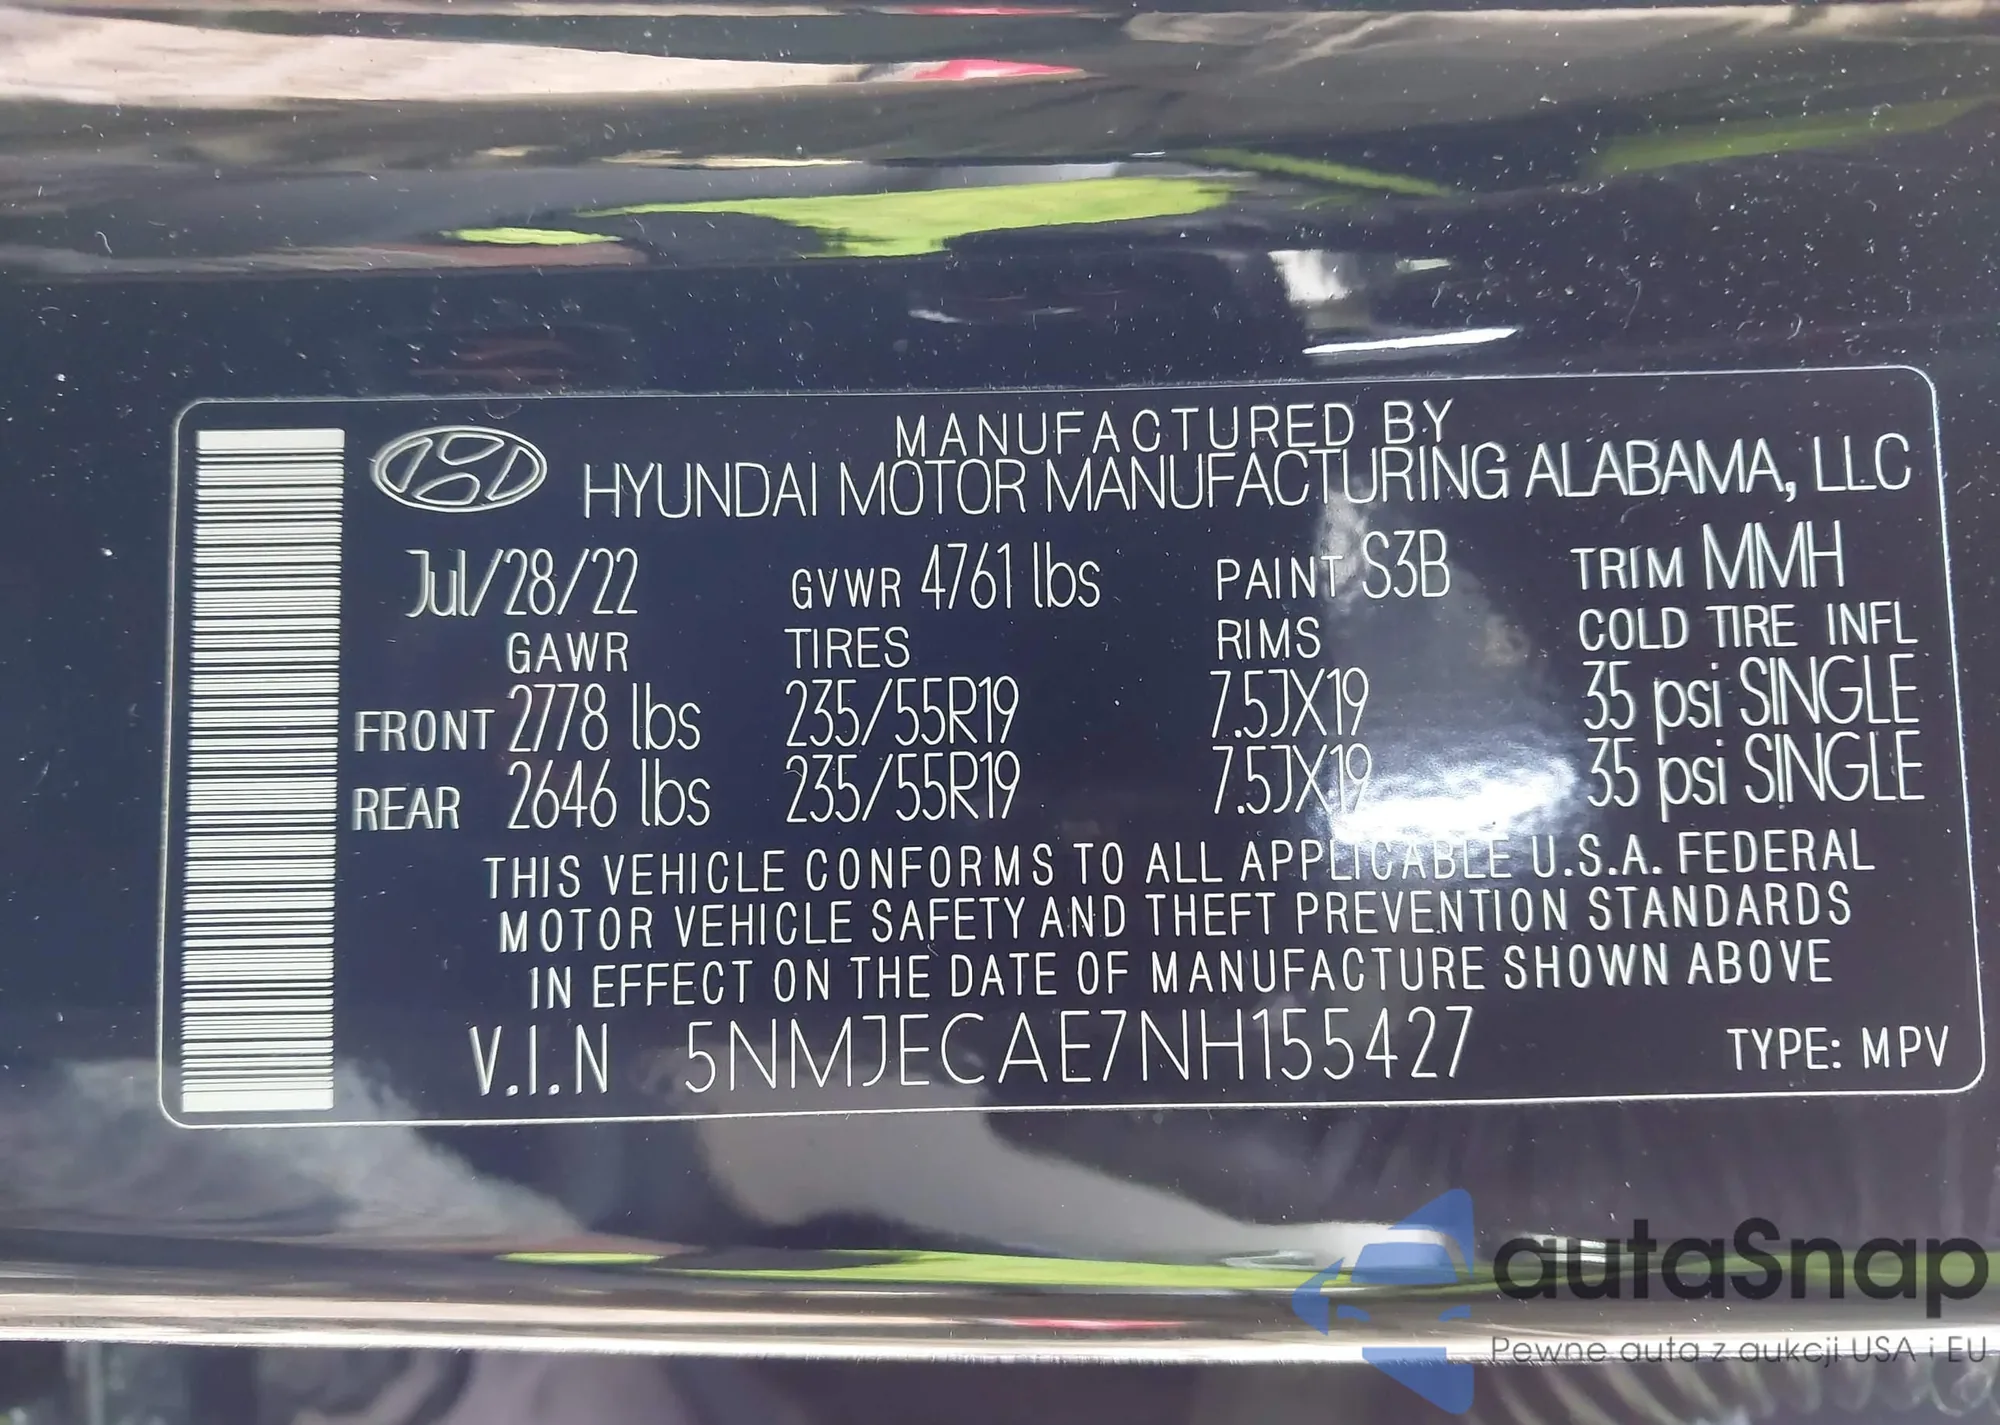 MANUFACTURED BY
HYUNDAI MOTOR MANUFACTURING ALABAMA, LLC
Jul/28/22 GVWR 4761 lbs PAINT S3B TRIM MMH
GAWR TIRES RIMS COLD TIRE INFL
FRONT 2778 lbs 235/55R19 7.5JX19 35 psi SINGLE
REAR 2646 lbs 235/55R19 7.5JX19 35 psi SINGLE
THIS VEHICLE CONFORMS TO ALL APPLICABLE U.S.A. FEDERAL
MOTOR VEHICLE SAFETY AND THEFT PREVENTION STANDARDS
IN EFFECT ON THE DATE OF MANUFACTURE SHOWN ABOVE
V.I.N 5NMJECAE7NH155427 TYPE: MPV
autaSnap
Pewne auta z aukcji USA i EU